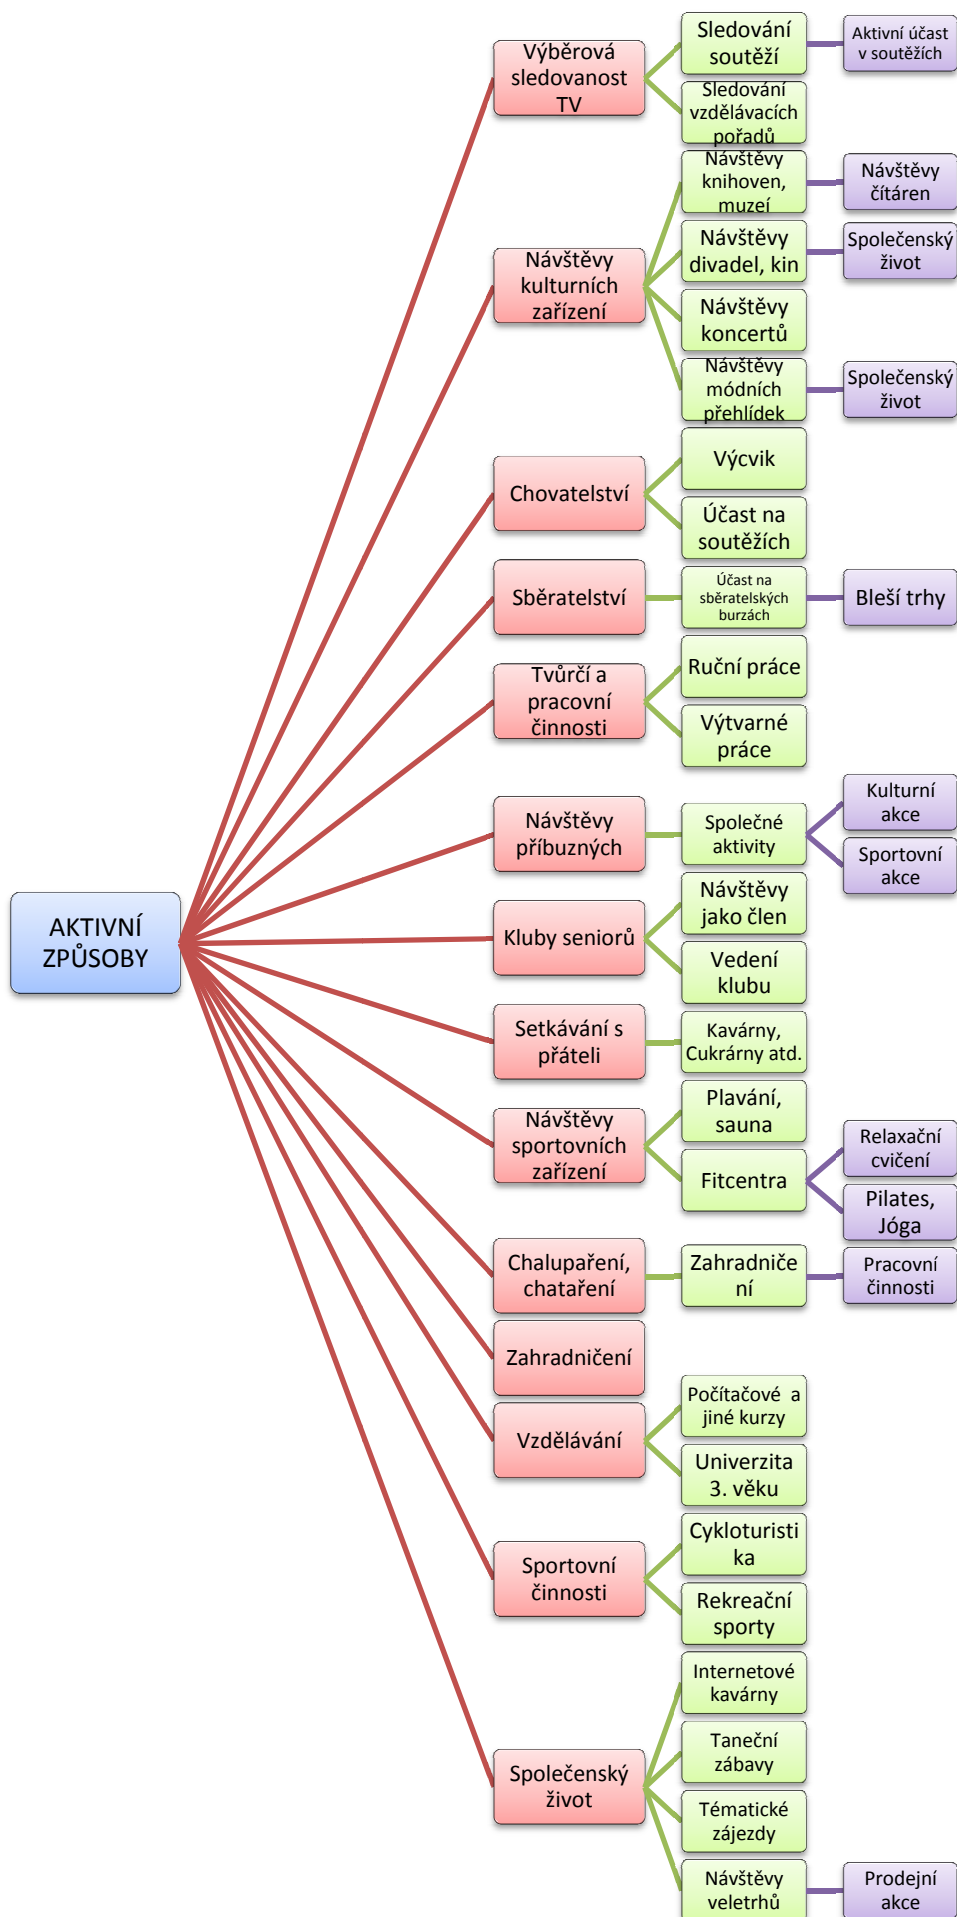 AKTIVNÍ
ZPŮSOBY
Výběrová
sledovanost
TV
Sledování
soutěží
Aktivní účast
v soutěžích
Sledování
vzdělávacích
pořadů
Návštěvy
kulturních
zařízení
Návštěvy
knihoven,
muzeí
Návštěvy
čítáren
Návštěvy
divadel, kin
Společenský
život
Návštěvy
koncertů
Návštěvy
módních
přehlídek
Společenský
život
Chovatelství
Výcvik
Účast na
soutěžích
Sběratelství
Účast na
sběratelských
burzách
Bleší trhy
Tvůrčí a
pracovní
činnosti
Ruční práce
Výtvarné
práce
Návštěvy
příbuzných
Společné
aktivity
Kulturní
akce
Sportovní
akce
Kluby seniorů
Návštěvy
jako člen
Vedení
klubu
Setkávání s
přáteli
Kavárny,
Cukrárny atd.
Návštěvy
sportovních
zařízení
Plavání,
sauna
Fitcentra
Relaxační
cvičení
Pilates,
Jóga
Chalupaření,
chataření
Zahradniče
ní
Pracovní
činnosti
Zahradničení
Vzdělávání
Počítačové a
jiné kurzy
Univerzita
3. věku
Sportovní
činnosti
Cykloturisti
ka
Rekreační
sporty
Společenský
život
Internetové
kavárny
Taneční
zábavy
Tématické
zájezdy
Návštěvy
veletrhů
Prodejní
akce